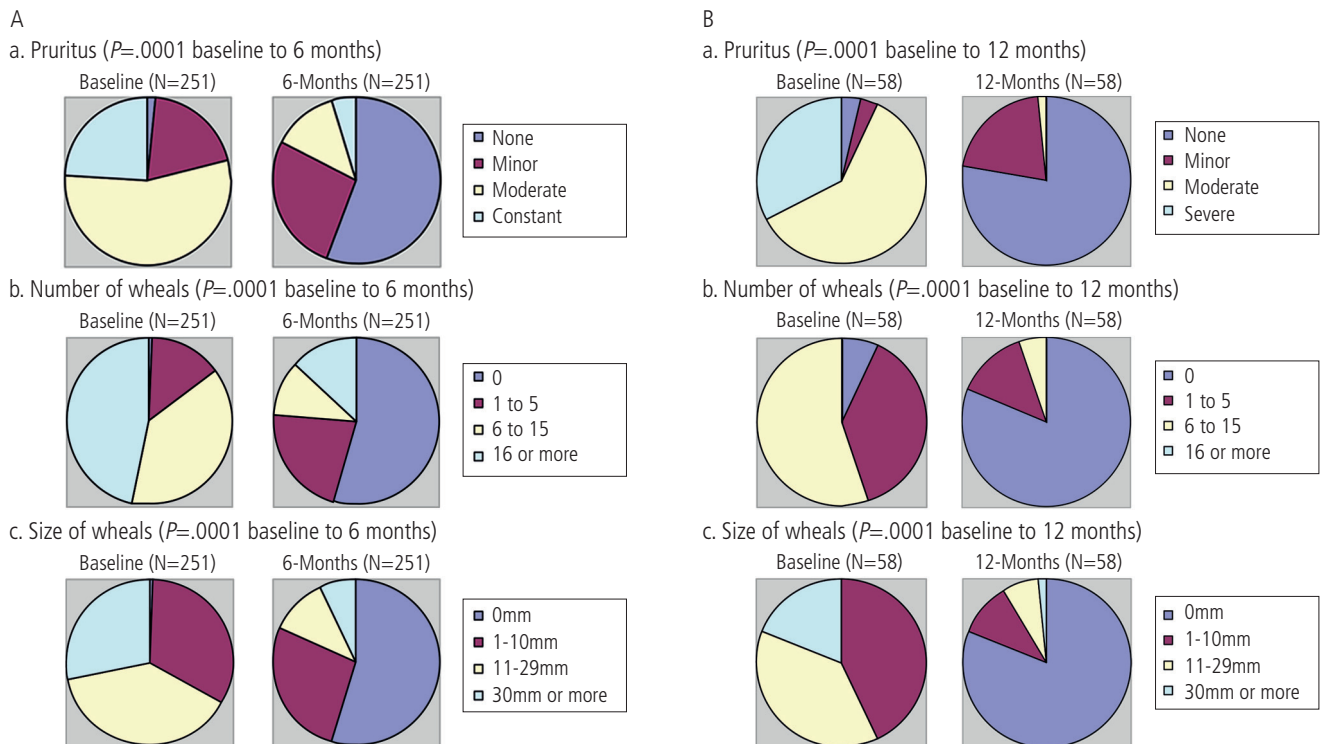 A
a. Pruritus (P=.0001 baseline to 6 months)
Baseline (N=251)
6-Months (N=251)
None
Minor
Moderate
Constant
b. Number of wheals (P=.0001 baseline to 6 months)
Baseline (N=251)
6-Months (N=251)
0
1 to 5
6 to 15
16 or more
c. Size of wheals (P=.0001 baseline to 6 months)
Baseline (N=251)
6-Months (N=251)
0mm
1-10mm
11-29mm
30mm or more
B
a. Pruritus (P=.0001 baseline to 12 months)
Baseline (N=58)
12-Months (N=58)
None
Minor
Moderate
Severe
b. Number of wheals (P=.0001 baseline to 12 months)
Baseline (N=58)
12-Months (N=58)
0
1 to 5
6 to 15
16 or more
c. Size of wheals (P=.0001 baseline to 12 months)
Baseline (N=58)
12-Months (N=58)
0mm
1-10mm
11-29mm
30mm or more